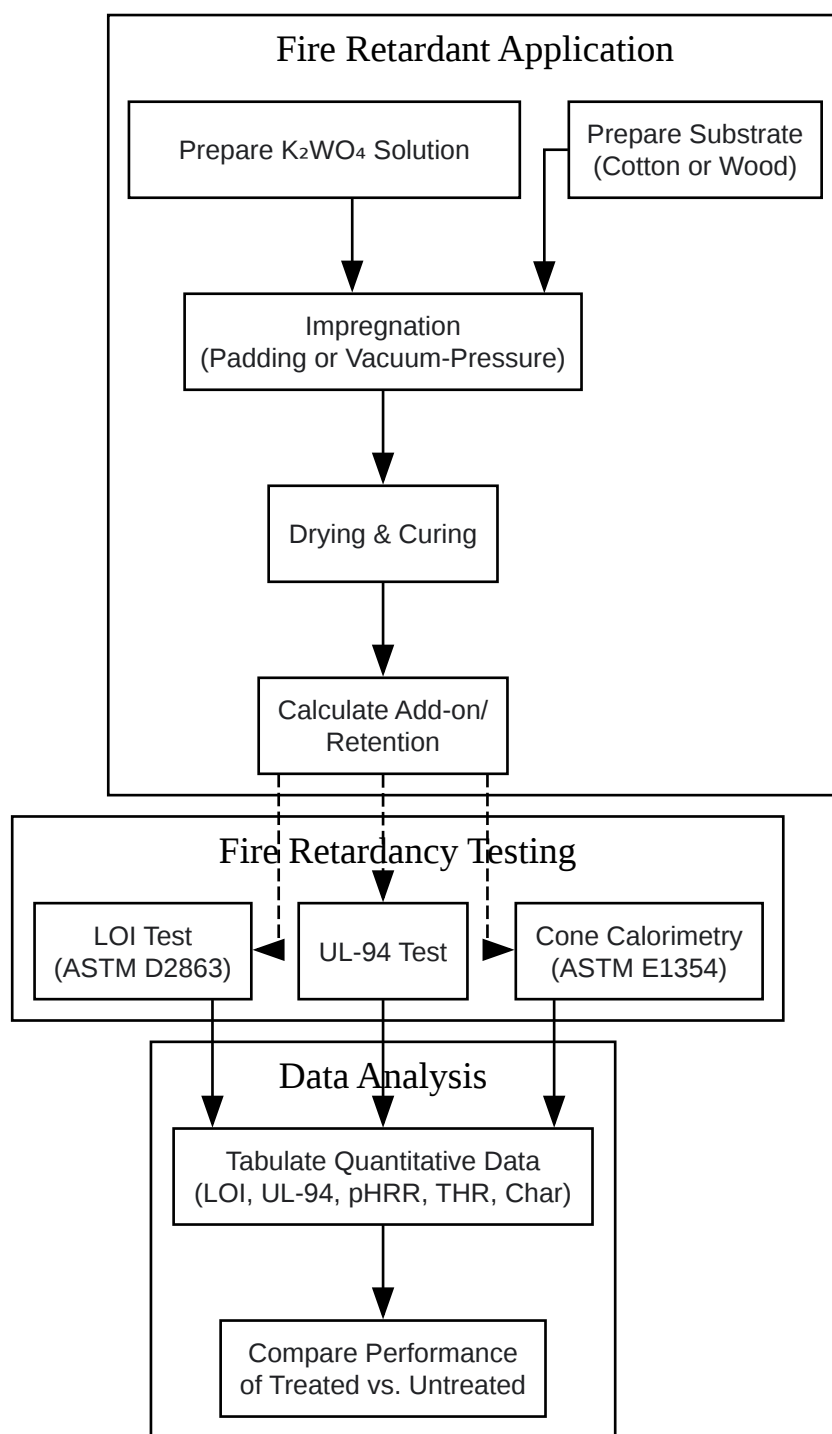 Fire Retardant Application
Prepare K₂WO₄ Solution
Prepare Substrate
(Cotton or Wood)
Impregnation
(Padding or Vacuum-Pressure)
Drying & Curing
Calculate Add-on/
Retention
Fire Retardancy Testing
LOI Test
(ASTM D2863)
UL-94 Test
Cone Calorimetry
(ASTM E1354)
Data Analysis
Tabulate Quantitative Data
(LOI, UL-94, pHRR, THR, Char)
Compare Performance
of Treated vs. Untreated